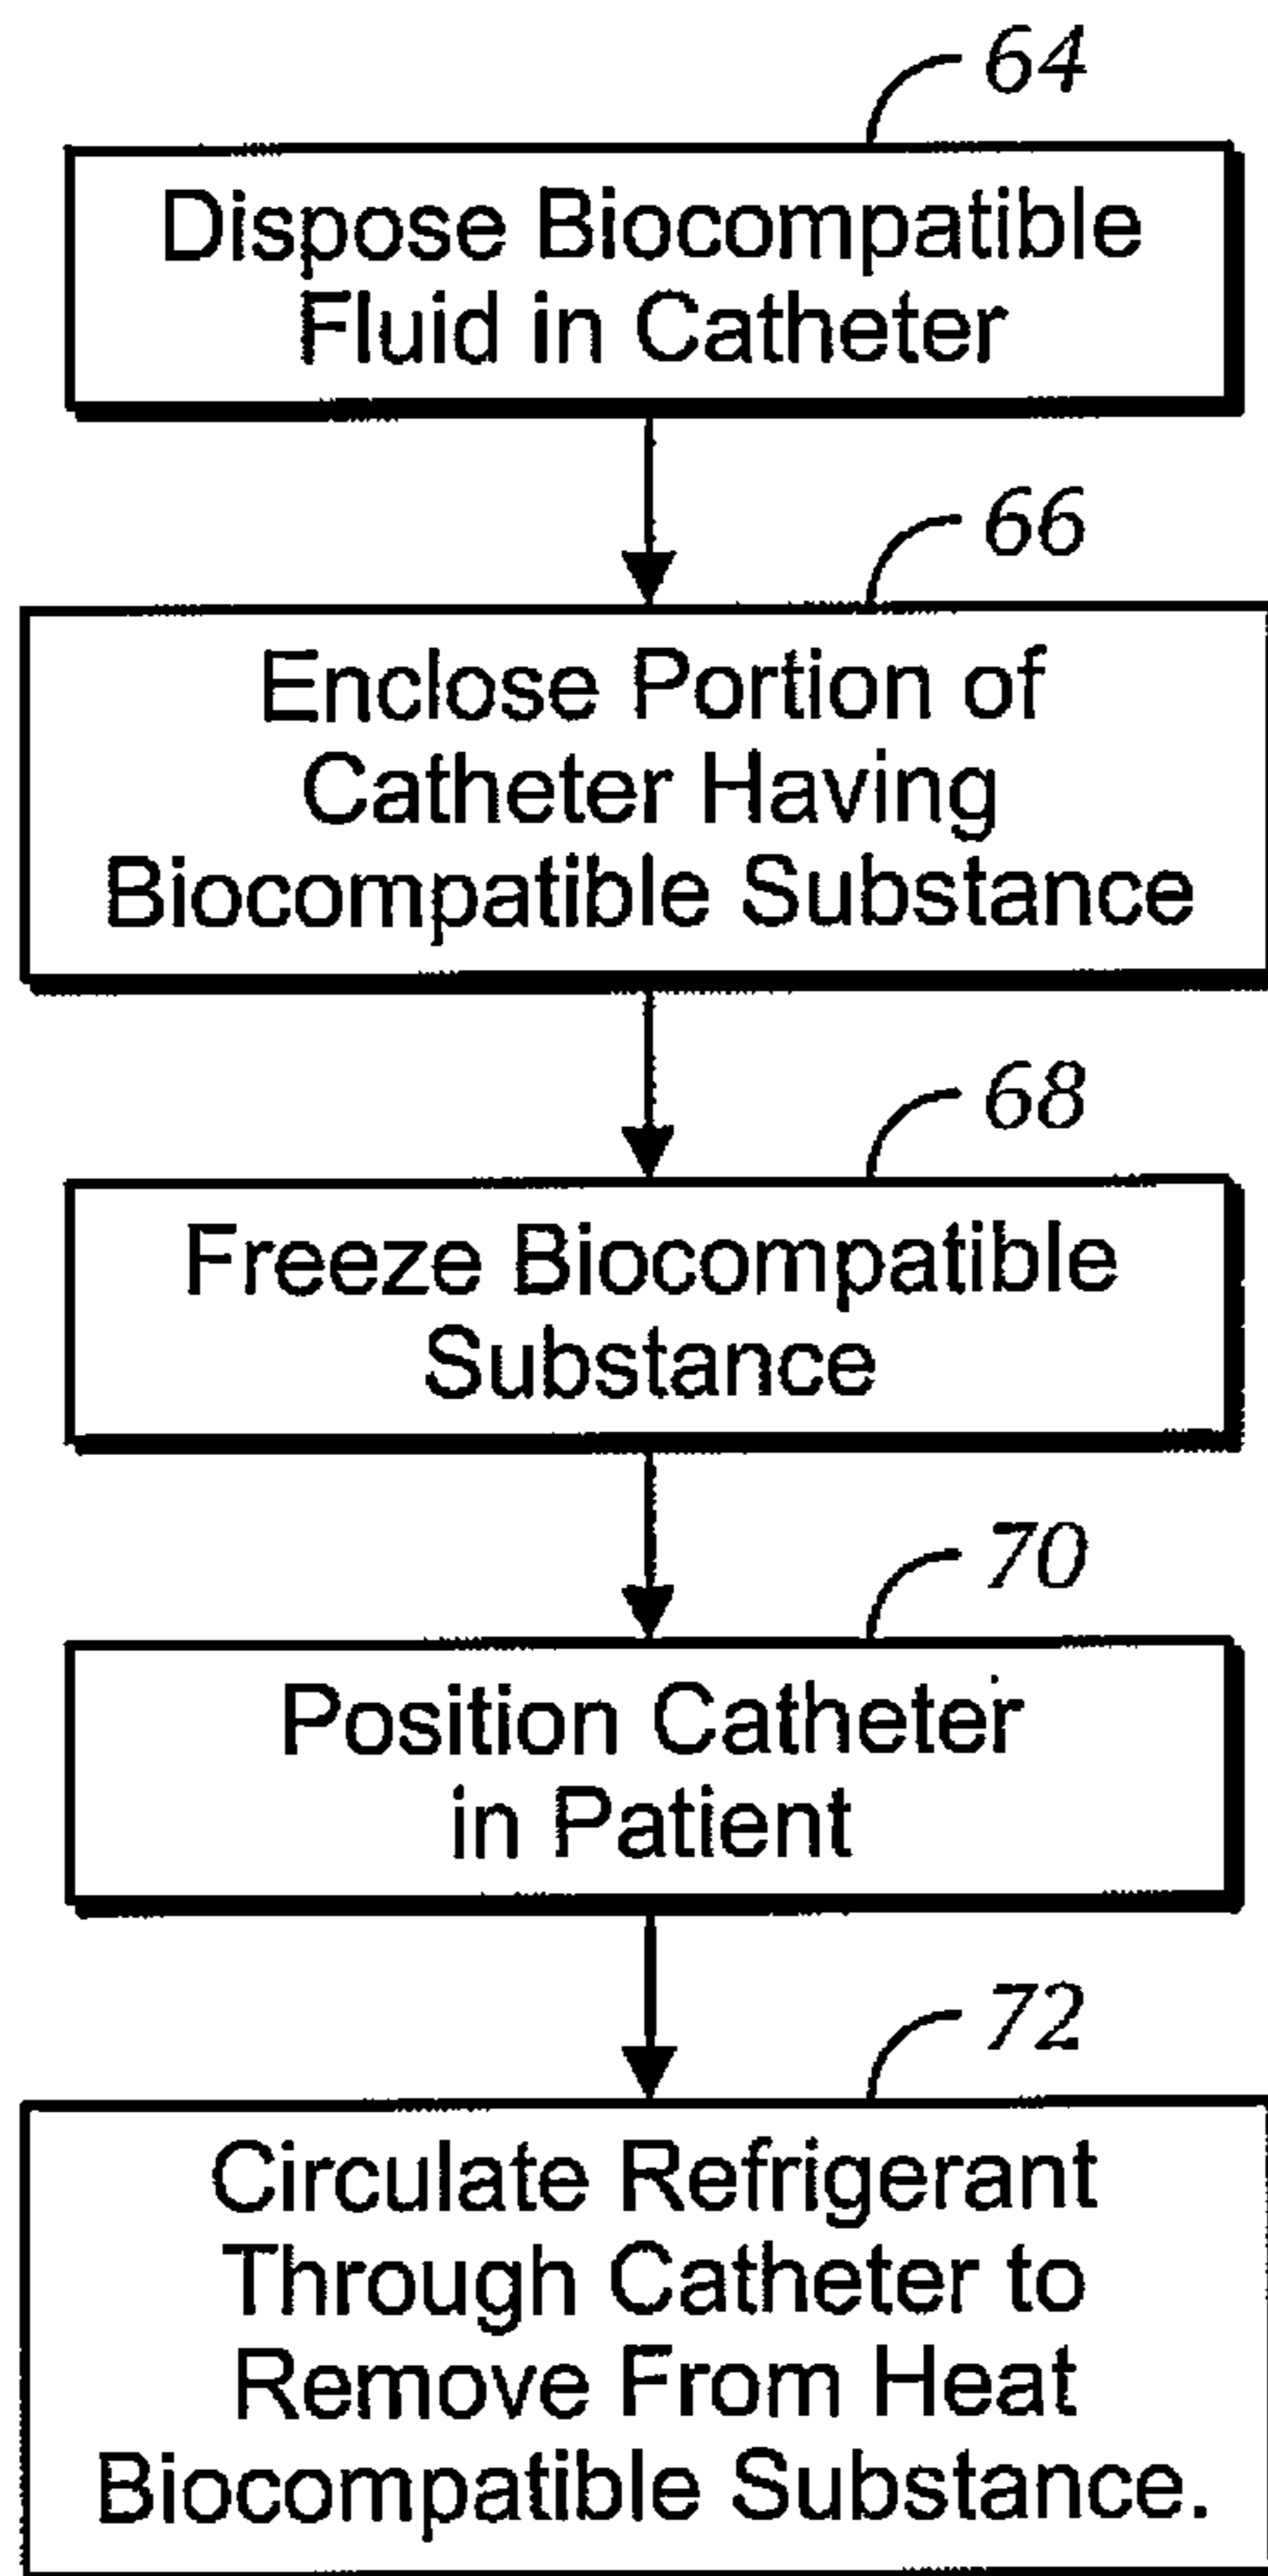 64
Dispose Biocompatible
Fluid in Catheter
66
Enclose Portion of
Catheter Having
Biocompatible Substance
68
Freeze Biocompatible
Substance
70
Position Catheter
in Patient
72
Circulate Refrigerant
Through Catheter to
Remove From Heat
Biocompatible Substance.